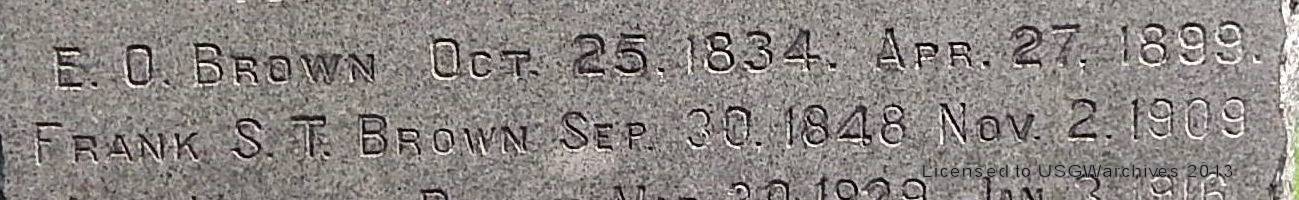 E. O. BROWN OCT. 25. 1834. APR. 27. 1899.
FRANK S. T. BROWN SEP. 30. 1848 NOV. 2. 1909
Licensed to USGWarchives 2013